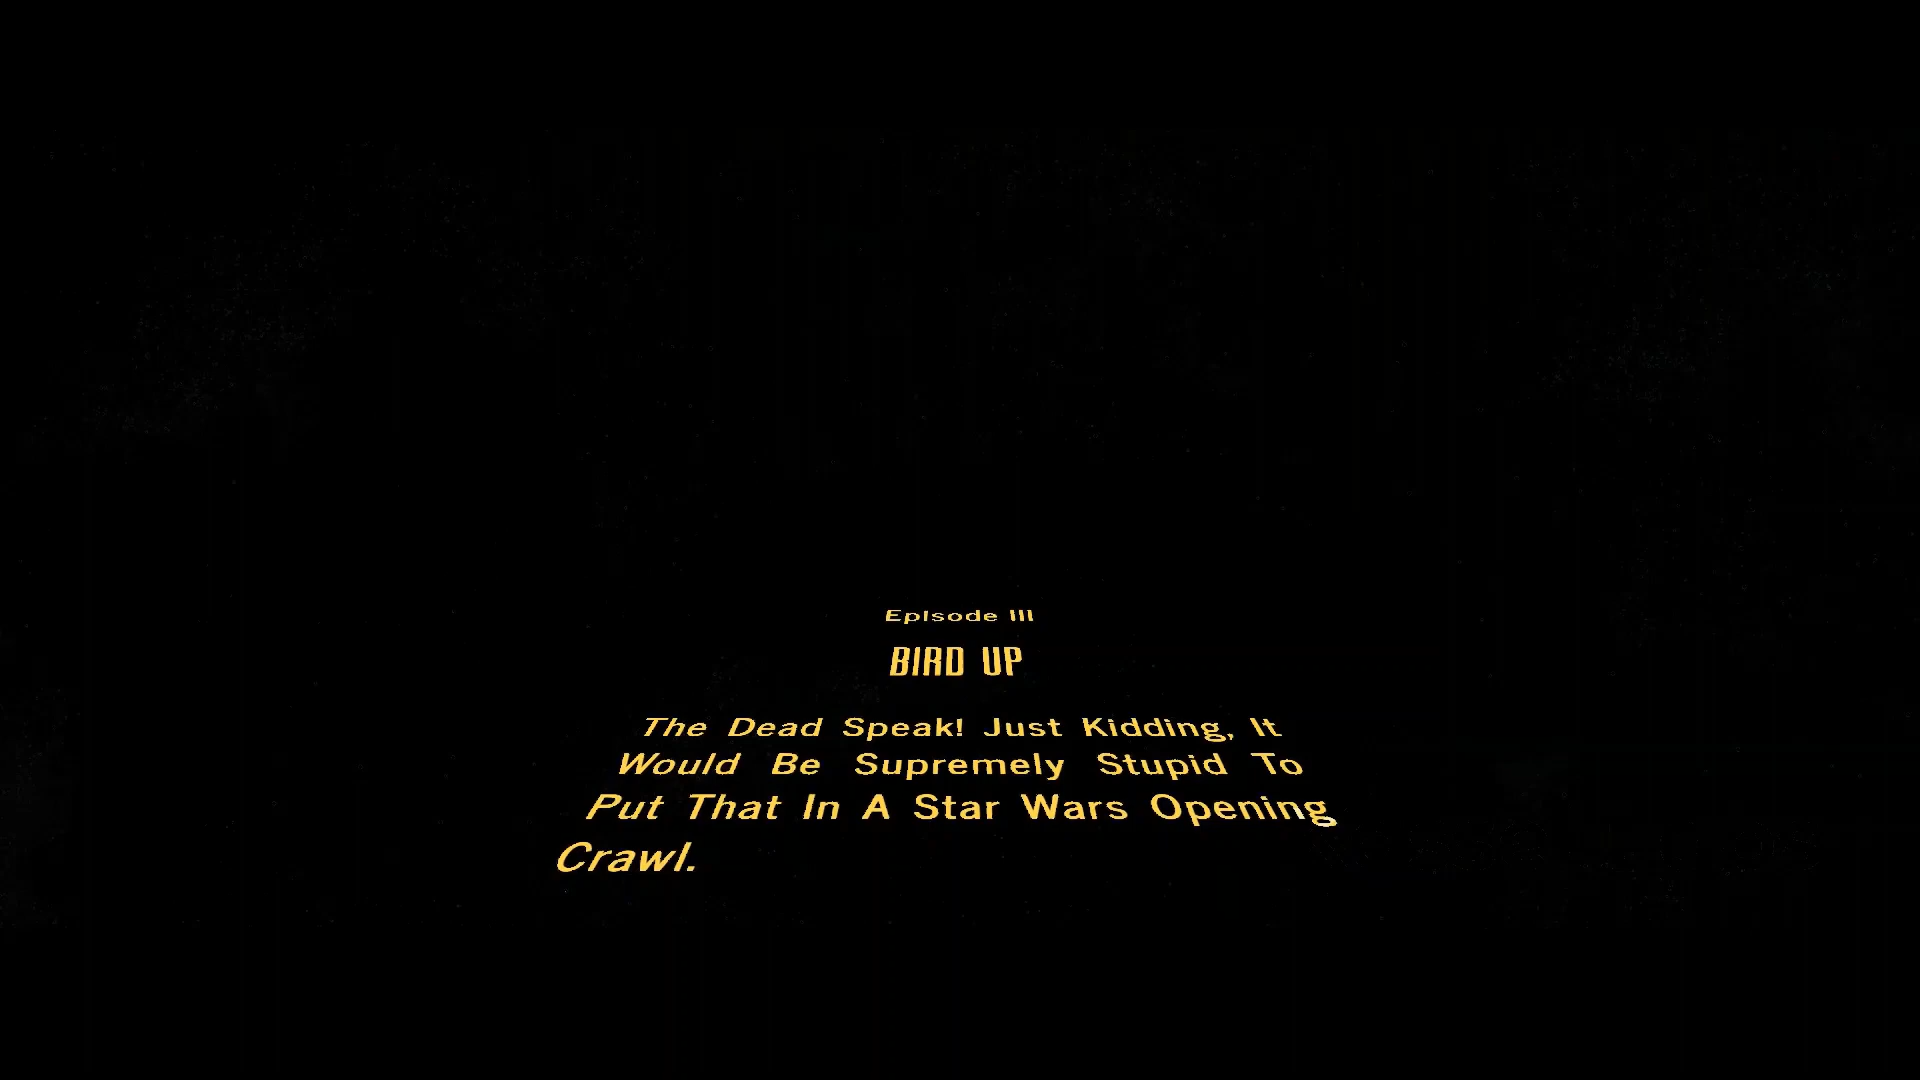 Episode III
BIRD UP
The Dead Speak! Just Kidding, It
Would Be Supremely Stupid To
Put That In A Star Wars Opening
Crawl.